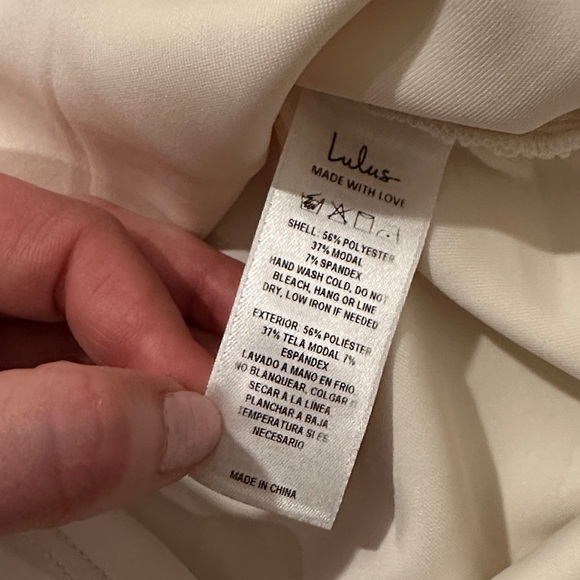 Lulus
MADE WITH LOVE
SHELL: 56% POLYESTER
37% MODAL
7% SPANDEX
HAND WASH COLD, DO NOT
BLEACH, HANG OR LINE
DRY, LOW IRON IF NEEDED
EXTERIOR: 56% POLIÉSTER
37% TELA MODAL 7%
ESPÁNDEX
LAVADO A MANO EN FRIO,
NO BLANQUEAR, COLGAR
SECAR A LA LINEA,
PLANCHAR A BAJA
TEMPERATURA SI ES
NECESARIO
MADE IN CHINA